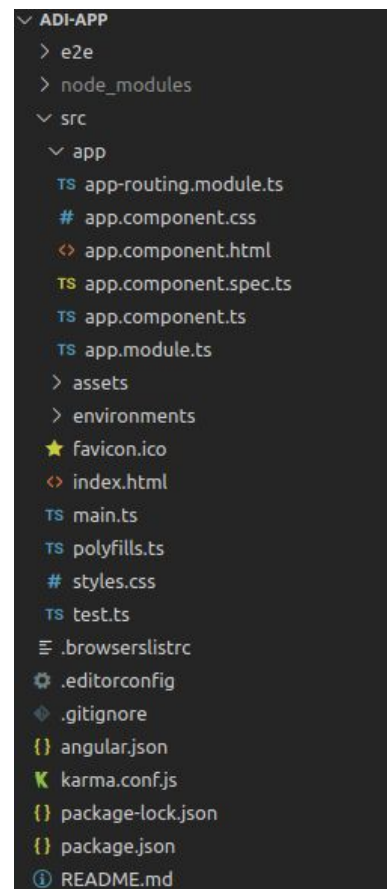 ADI-APP
e2e
node_modules
src
app
TS app-routing.module.ts
# app.component.css
<> app.component.html
TS app.component.spec.ts
TS app.component.ts
TS app.module.ts
assets
environments
favicon.ico
<> index.html
TS main.ts
TS polyfills.ts
# styles.css
TS test.ts
.browserslistrc
.editorconfig
.gitignore
{} angular.json
K karma.conf.js
{} package-lock.json
{} package.json
README.md